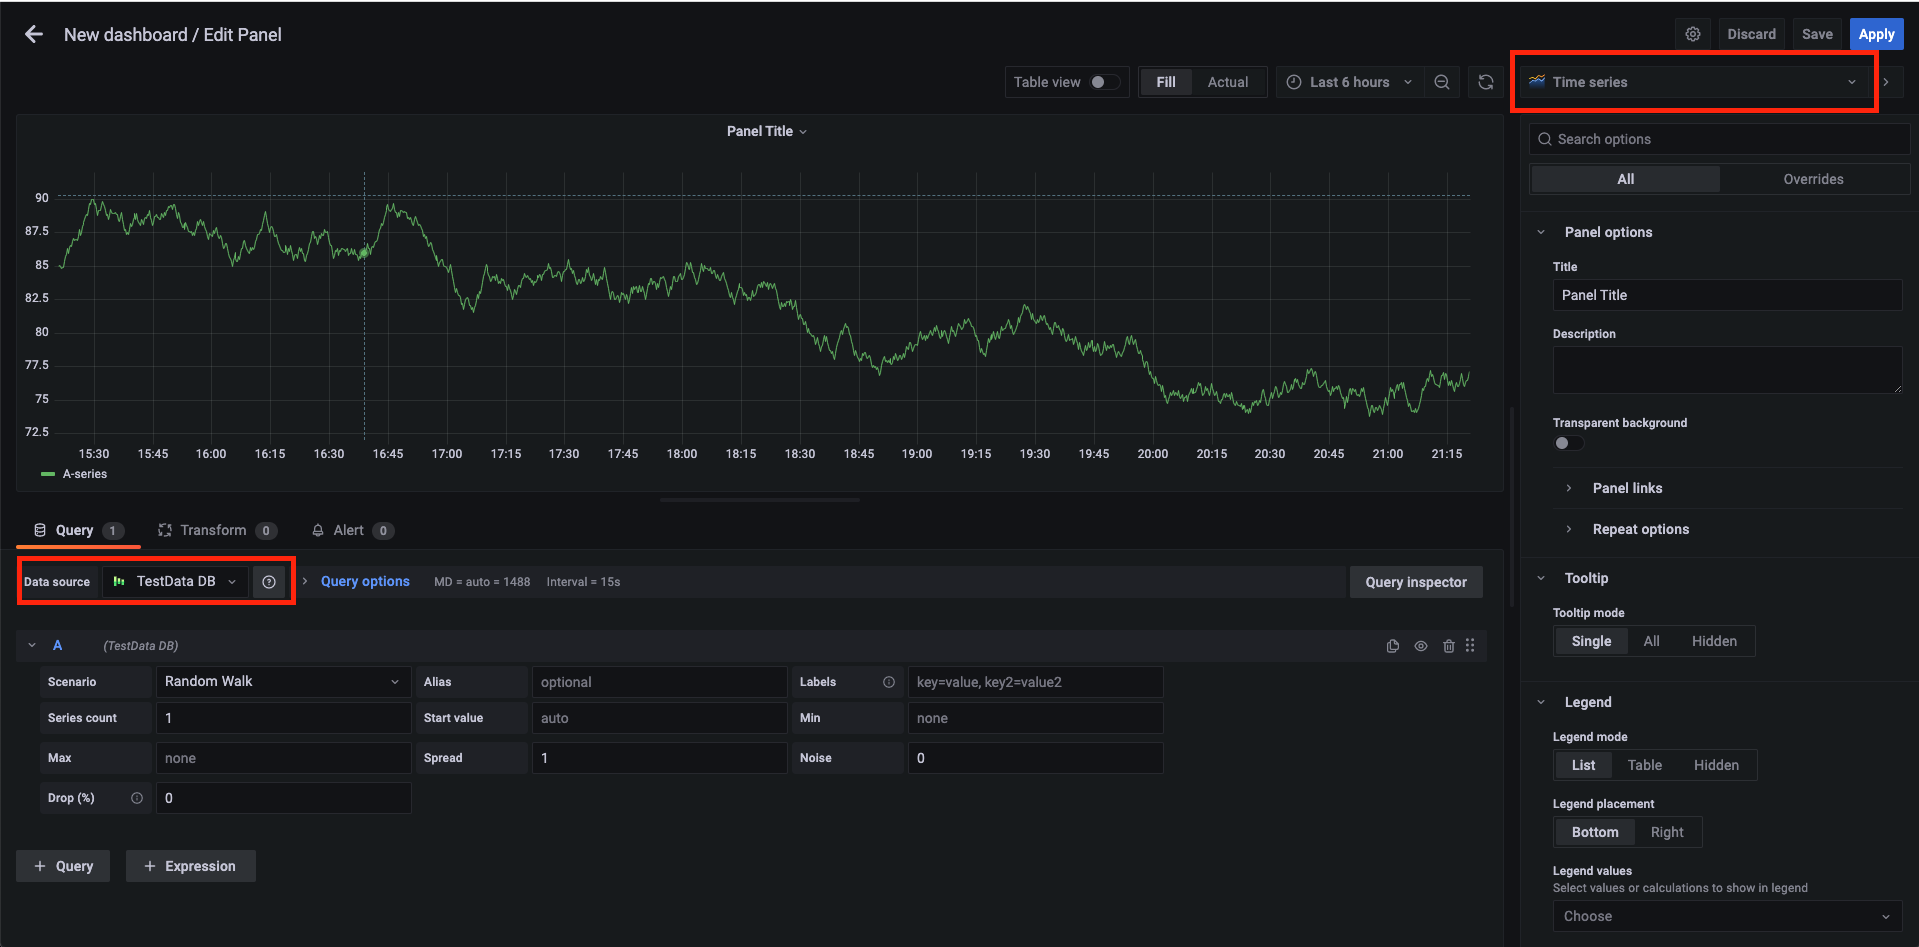 New dashboard / Edit Panel
Discard Save Apply
Table view Fill Actual Last 6 hours Time series
Panel Title
90
87.5
85
82.5
80
77.5
75
72.5
15:30 15:45 16:00 16:15 16:30 16:45 17:00 17:15 17:30 17:45 18:00 18:15 18:30 18:45 19:00 19:15 19:30 19:45 20:00 20:15 20:30 20:45 21:00 21:15
A-series
Query 1 Transform 0 Alert 0
Data source TestData DB Query options MD = auto = 1488 Interval = 15s Query inspector
A (TestData DB)
Scenario Random Walk Alias optional Labels key=value, key2=value2
Series count 1 Start value auto Min none
Max none Spread 1 Noise 0
Drop (%) 0
+ Query + Expression
Search options
All Overrides
Panel options
Title
Panel Title
Description
Transparent background
Panel links
Repeat options
Tooltip
Tooltip mode
Single All Hidden
Legend
Legend mode
List Table Hidden
Legend placement
Bottom Right
Legend values
Select values or calculations to show in legend
Choose